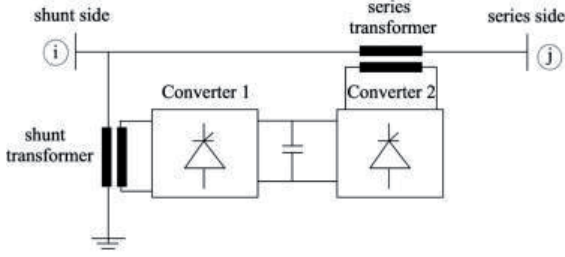 shunt side
series
transformer
series side
i
j
Converter 1
Converter 2
shunt
transformer